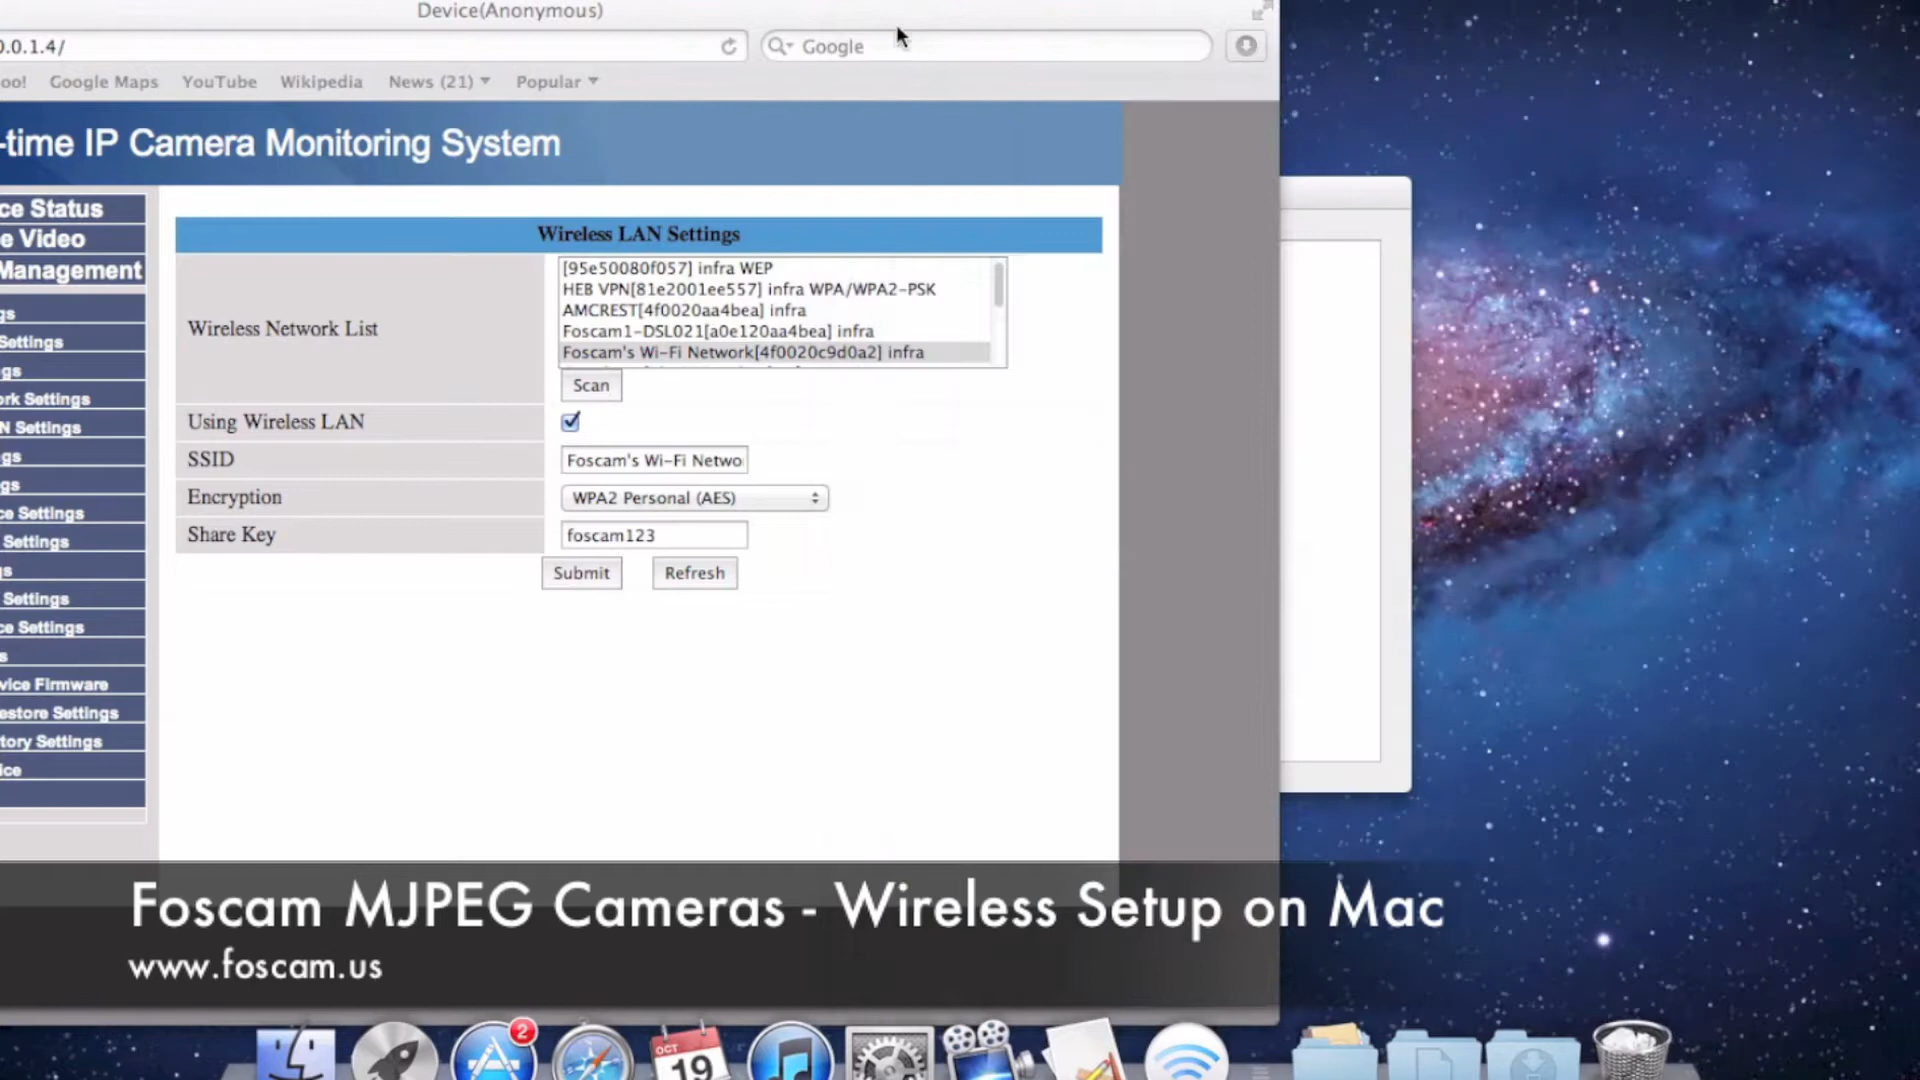 Device(Anonymous)
0.0.1.4/
Google
oo! Google Maps YouTube Wikipedia News (21) Popular
-time IP Camera Monitoring System
ce Status
e Video
Management
gs
Settings
gs
ork Settings
N Settings
gs
gs
ce Settings
Settings
gs
Settings
ce Settings
s
vice Firmware
estore Settings
tory Settings
ice
Wireless LAN Settings
Wireless Network List
[95e50080f057] infra WEP
HEB VPN[81e2001ee557] infra WPA/WPA2-PSK
AMCREST[4f0020aa4bea] infra
Foscam1-DSL021[a0e120aa4bea] infra
Foscam's Wi-Fi Network[4f0020c9d0a2] infra
Scan
Using Wireless LAN
SSID
Foscam's Wi-Fi Netwo
Encryption
WPA2 Personal (AES)
Share Key
foscam123
Submit Refresh
Foscam MJPEG Cameras - Wireless Setup on Mac
www.foscam.us
2
OCT
19